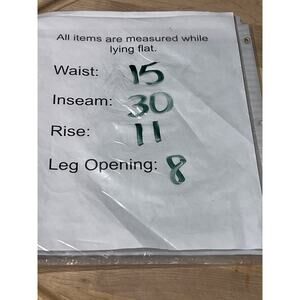 All items are measured while
lying flat.
Waist: 15
Inseam: 30
Rise: 11
Leg Opening: 8